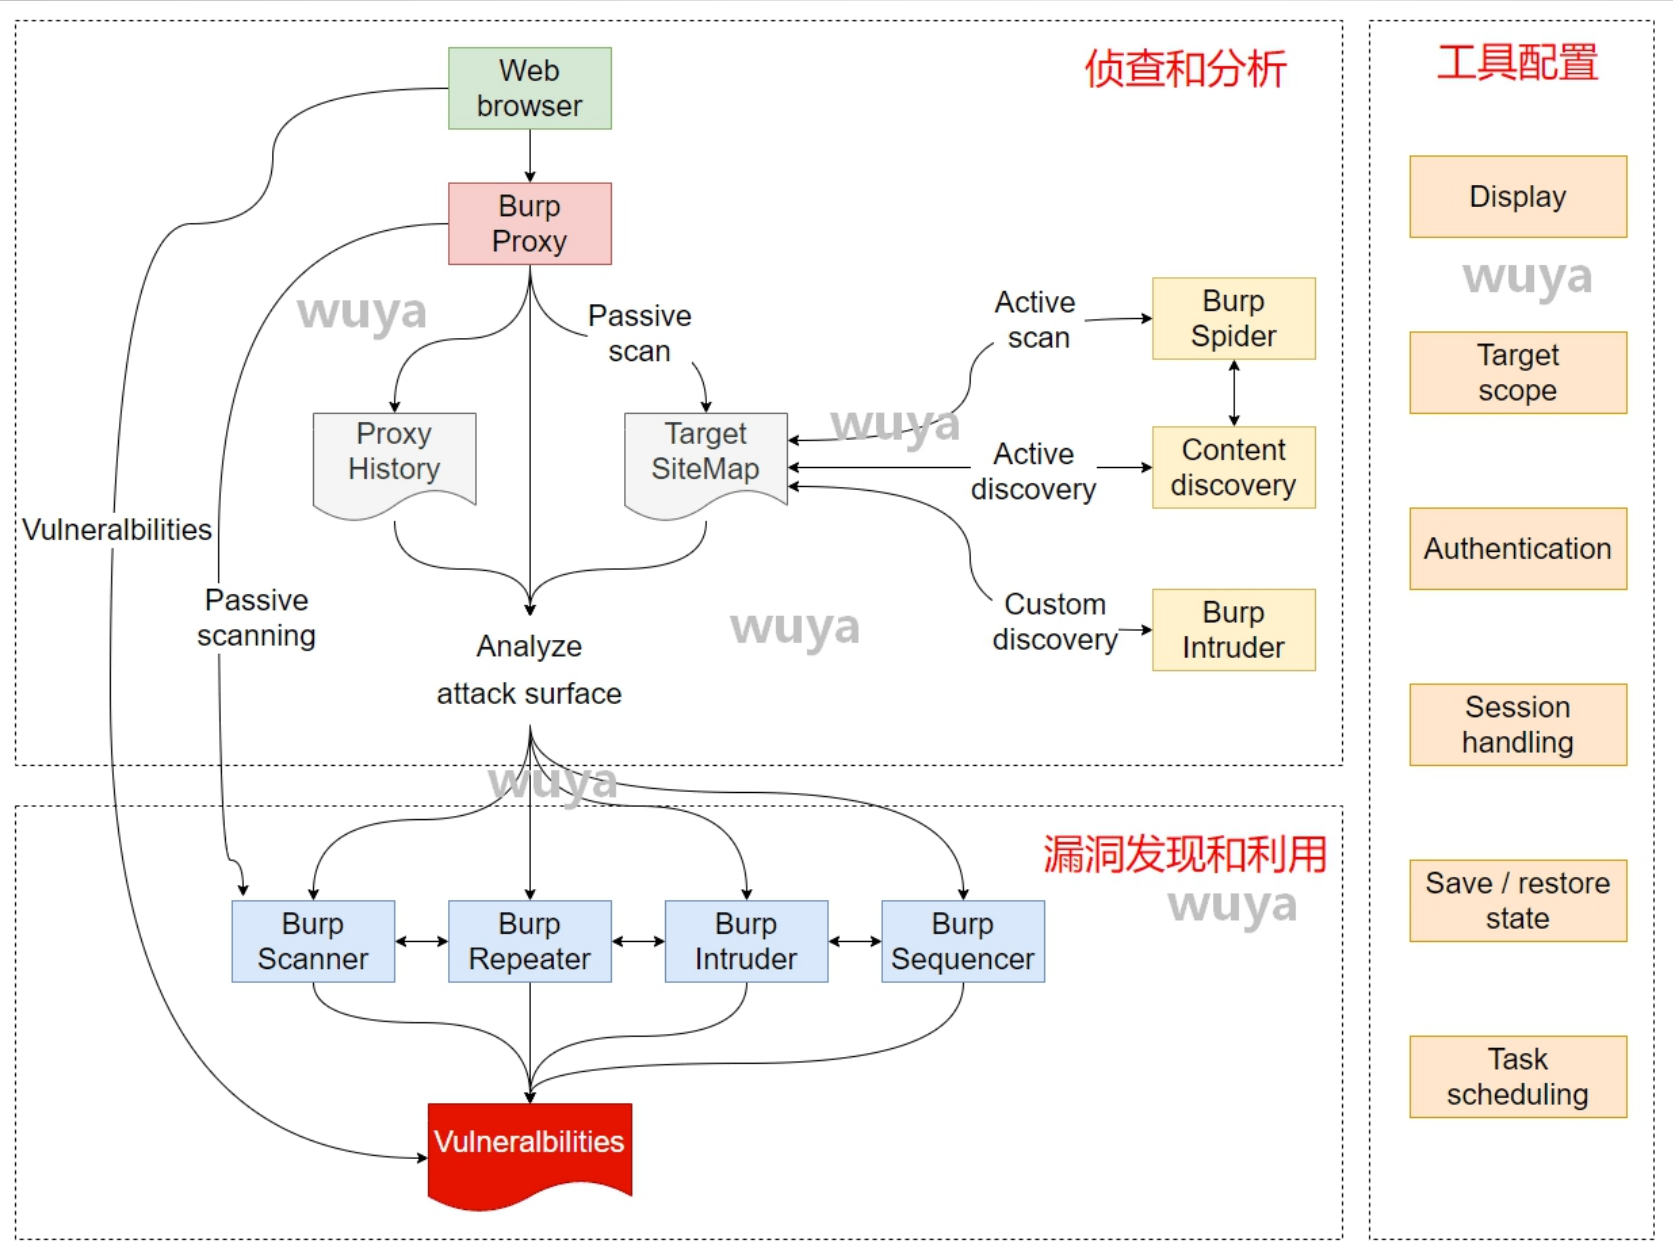 侦查和分析
工具配置
Web
browser
Burp
Proxy
Display
wuya
wuya
Passive
scan
Active
scan
Burp
Spider
Target
scope
Proxy
History
Target
SiteMap
wuya
Active
discovery
Content
discovery
Vulneralbilities
Authentication
Passive
scanning
Custom
discovery
Burp
Intruder
wuya
Analyze
attack surface
Session
handling
wuya
漏洞发现和利用
wuya
Save / restore
state
Burp
Scanner
Burp
Repeater
Burp
Intruder
Burp
Sequencer
Task
scheduling
Vulneralbilities